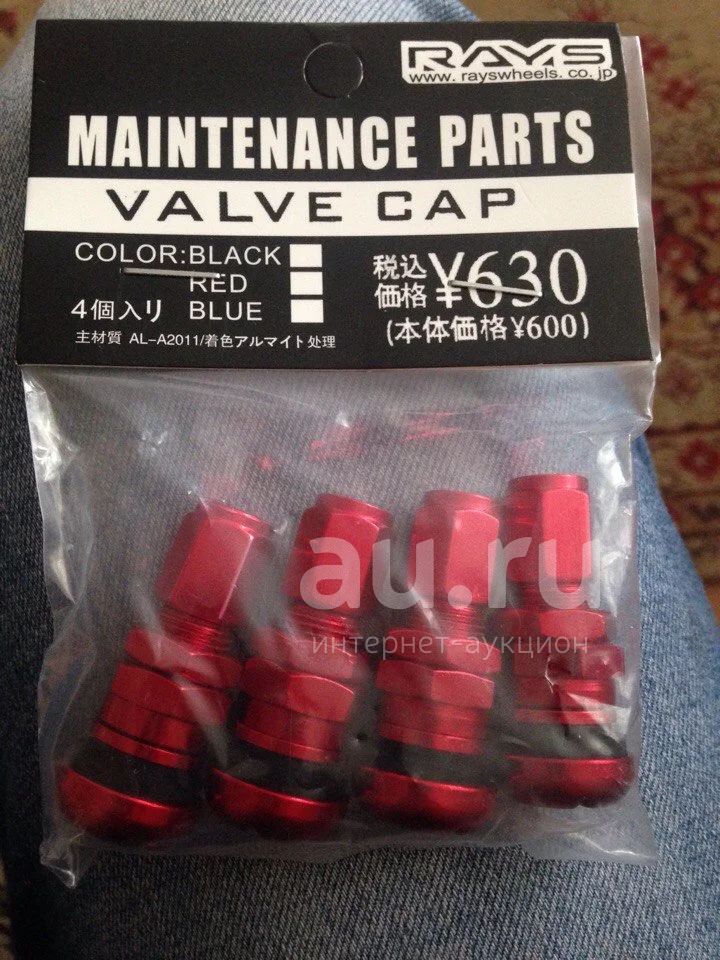 RAYS
www.rayswheels.co.jp
MAINTENANCE PARTS
VALVE CAP
COLOR:BLACK
RED
4個入り BLUE
主材質 AL-A2011/着色アルマイト処理
税込
価格 ¥630
(本体価格¥600)
au.ru
интернет-аукцион